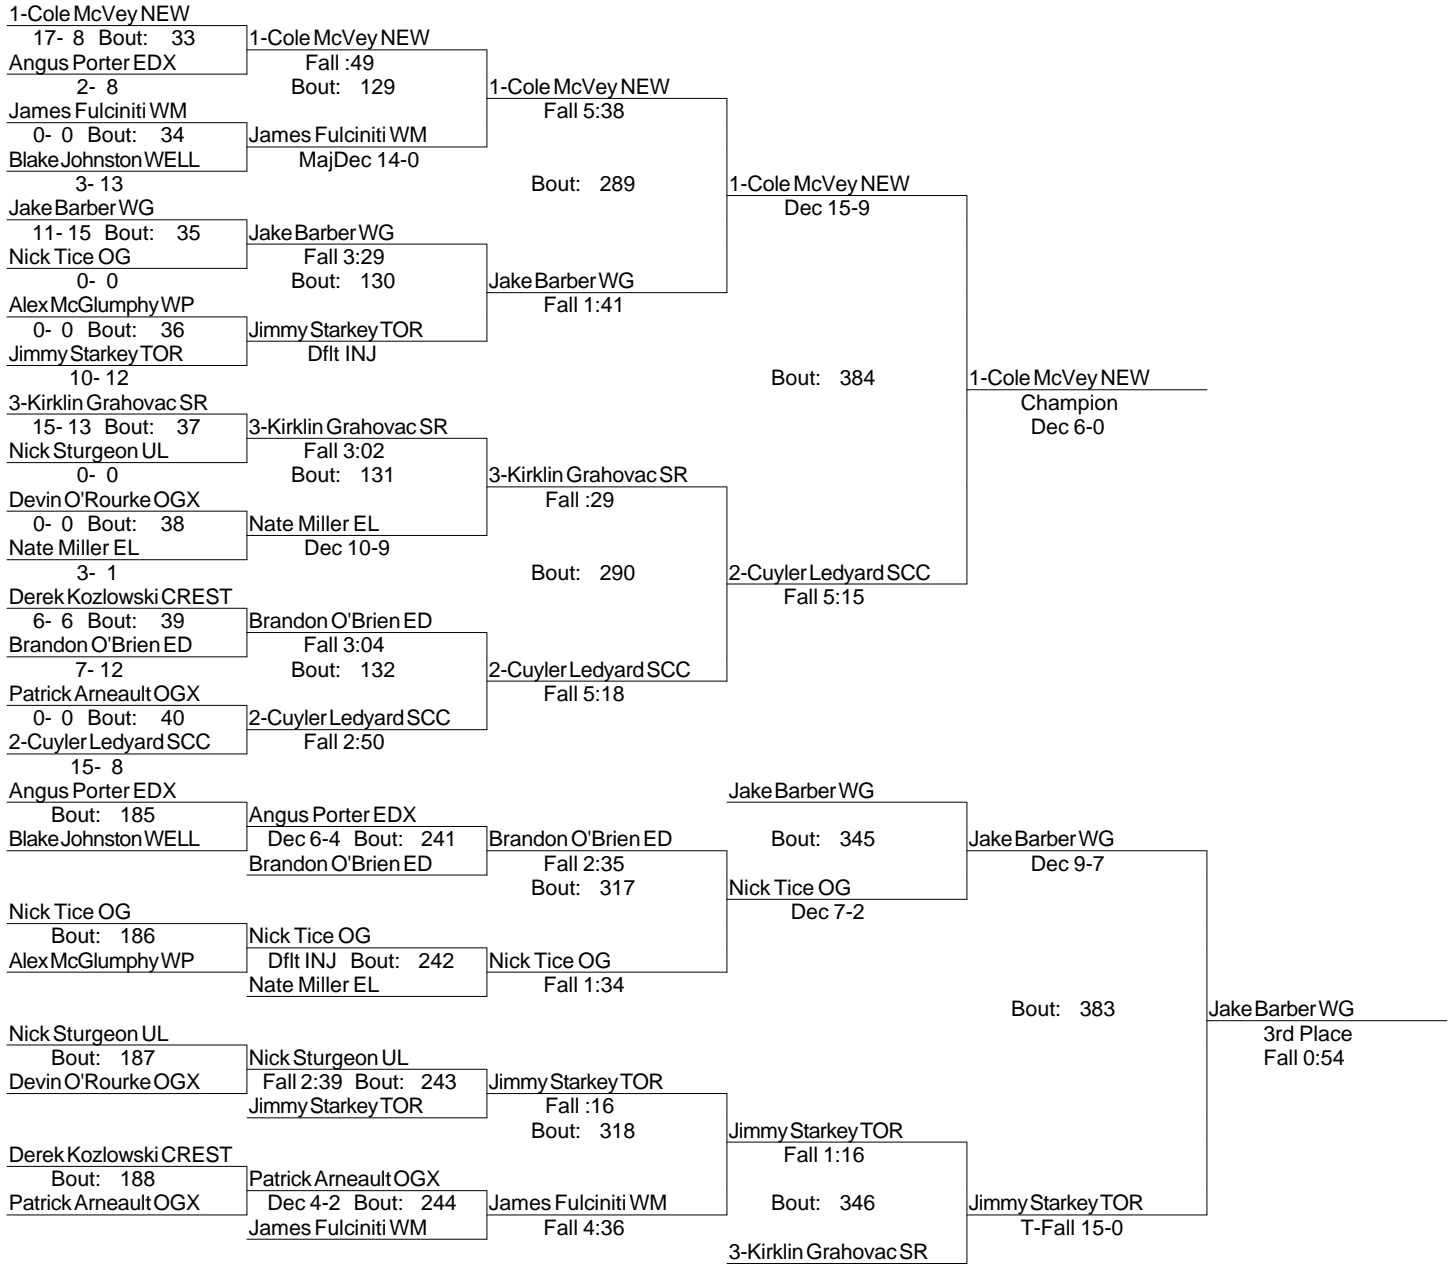 1-Cole McVey NEW
17- 8 Bout: 33
Angus Porter EDX
2- 8
James Fulciniti WM
0- 0 Bout: 34
Blake Johnston WELL
3- 13
Jake Barber WG
11- 15 Bout: 35
Nick Tice OG
0- 0
Alex McGlumphy WP
0- 0 Bout: 36
Jimmy Starkey TOR
10- 12
3-Kirklin Grahovac SR
15- 13 Bout: 37
Nick Sturgeon UL
0- 0
Devin O'Rourke OGX
0- 0 Bout: 38
Nate Miller EL
3- 1
Derek Kozlowski CREST
6- 6 Bout: 39
Brandon O'Brien ED
7- 12
Patrick Arneault OGX
0- 0 Bout: 40
2-Cuyler Ledyard SCC
15- 8
1-Cole McVey NEW
Fall :49
Bout: 129
James Fulciniti WM
MajDec 14-0
Jake Barber WG
Fall 3:29
Bout: 130
Jimmy Starkey TOR
Dflt INJ
3-Kirklin Grahovac SR
Fall 3:02
Bout: 131
Nate Miller EL
Dec 10-9
Brandon O'Brien ED
Fall 3:04
Bout: 132
2-Cuyler Ledyard SCC
Fall 2:50
1-Cole McVey NEW
Fall 5:38
Bout: 289
Jake Barber WG
Fall 1:41
3-Kirklin Grahovac SR
Fall :29
Bout: 290
2-Cuyler Ledyard SCC
Fall 5:18
1-Cole McVey NEW
Dec 15-9
Bout: 384
2-Cuyler Ledyard SCC
Fall 5:15
1-Cole McVey NEW
Champion
Dec 6-0
Angus Porter EDX
Bout: 185
Blake Johnston WELL
Nick Tice OG
Bout: 186
Alex McGlumphy WP
Nick Sturgeon UL
Bout: 187
Devin O'Rourke OGX
Derek Kozlowski CREST
Bout: 188
Patrick Arneault OGX
Angus Porter EDX
Dec 6-4 Bout: 241
Brandon O'Brien ED
Nick Tice OG
Dflt INJ Bout: 242
Nate Miller EL
Nick Sturgeon UL
Fall 2:39 Bout: 243
Jimmy Starkey TOR
Patrick Arneault OGX
Dec 4-2 Bout: 244
James Fulciniti WM
Brandon O'Brien ED
Fall 2:35
Bout: 317
Nick Tice OG
Fall 1:34
Jimmy Starkey TOR
Fall :16
Bout: 318
James Fulciniti WM
Fall 4:36
Jake Barber WG
Bout: 345
Nick Tice OG
Dec 7-2
Jimmy Starkey TOR
Fall 1:16
Bout: 346
3-Kirklin Grahovac SR
Jake Barber WG
Dec 9-7
Bout: 383
Jimmy Starkey TOR
T-Fall 15-0
Jake Barber WG
3rd Place
Fall 0:54